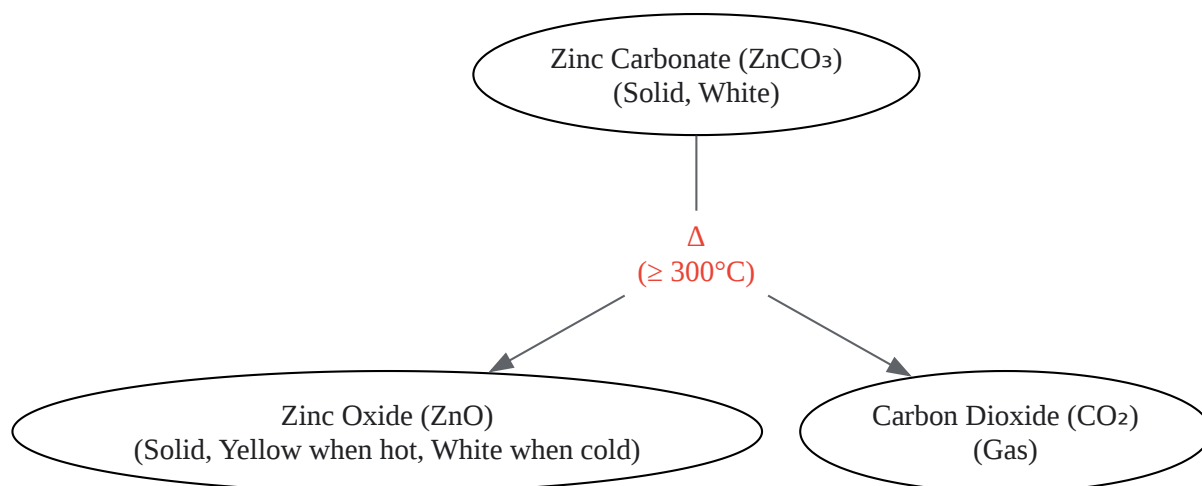 Zinc Carbonate (ZnCO₃)
(Solid, White)
Δ
(≥ 300°C)
Zinc Oxide (ZnO)
(Solid, Yellow when hot, White when cold)
Carbon Dioxide (CO₂)
(Gas)